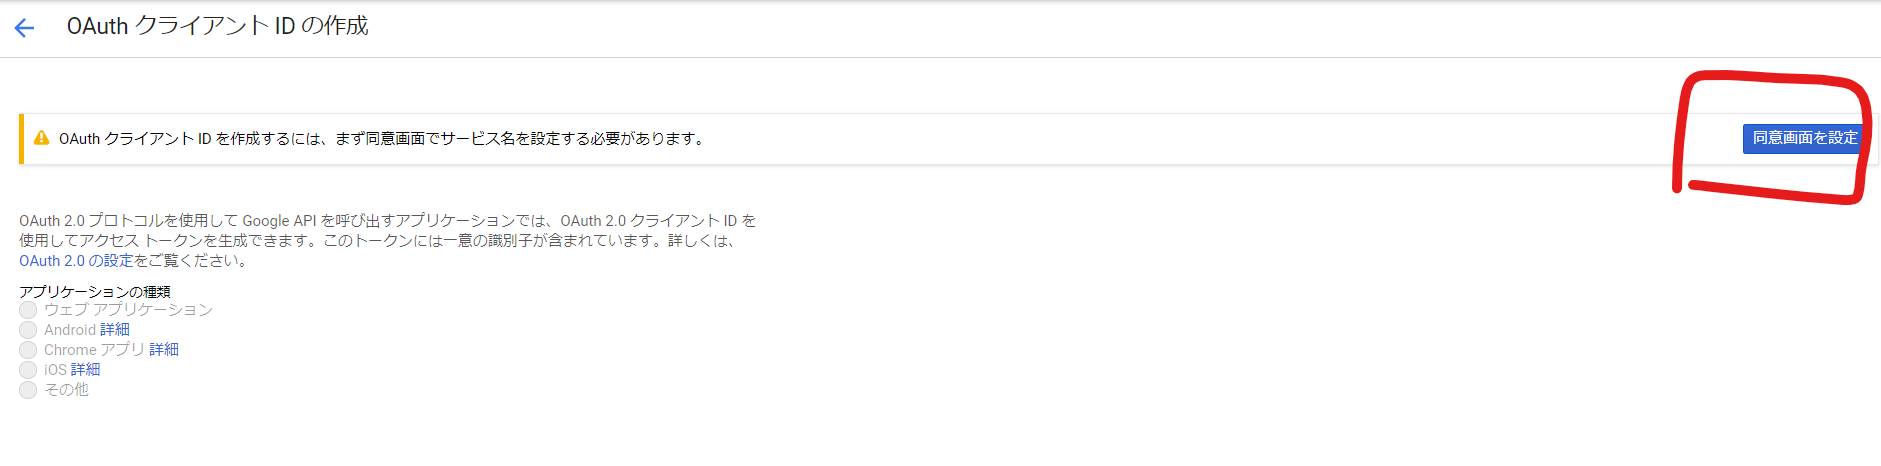 OAuth クライアント ID の作成
OAuth クライアント ID を作成するには、まず同意画面でサービス名を設定する必要があります。
同意画面を設定
OAuth 2.0 プロトコルを使用して Google API を呼び出すアプリケーションでは、OAuth 2.0 クライアント ID を
使用してアクセス トークンを生成できます。このトークンには一意の識別子が含まれています。詳しくは、
OAuth 2.0 の設定をご覧ください。
アプリケーションの種類
ウェブ アプリケーション
Android 詳細
Chrome アプリ 詳細
iOS 詳細
その他